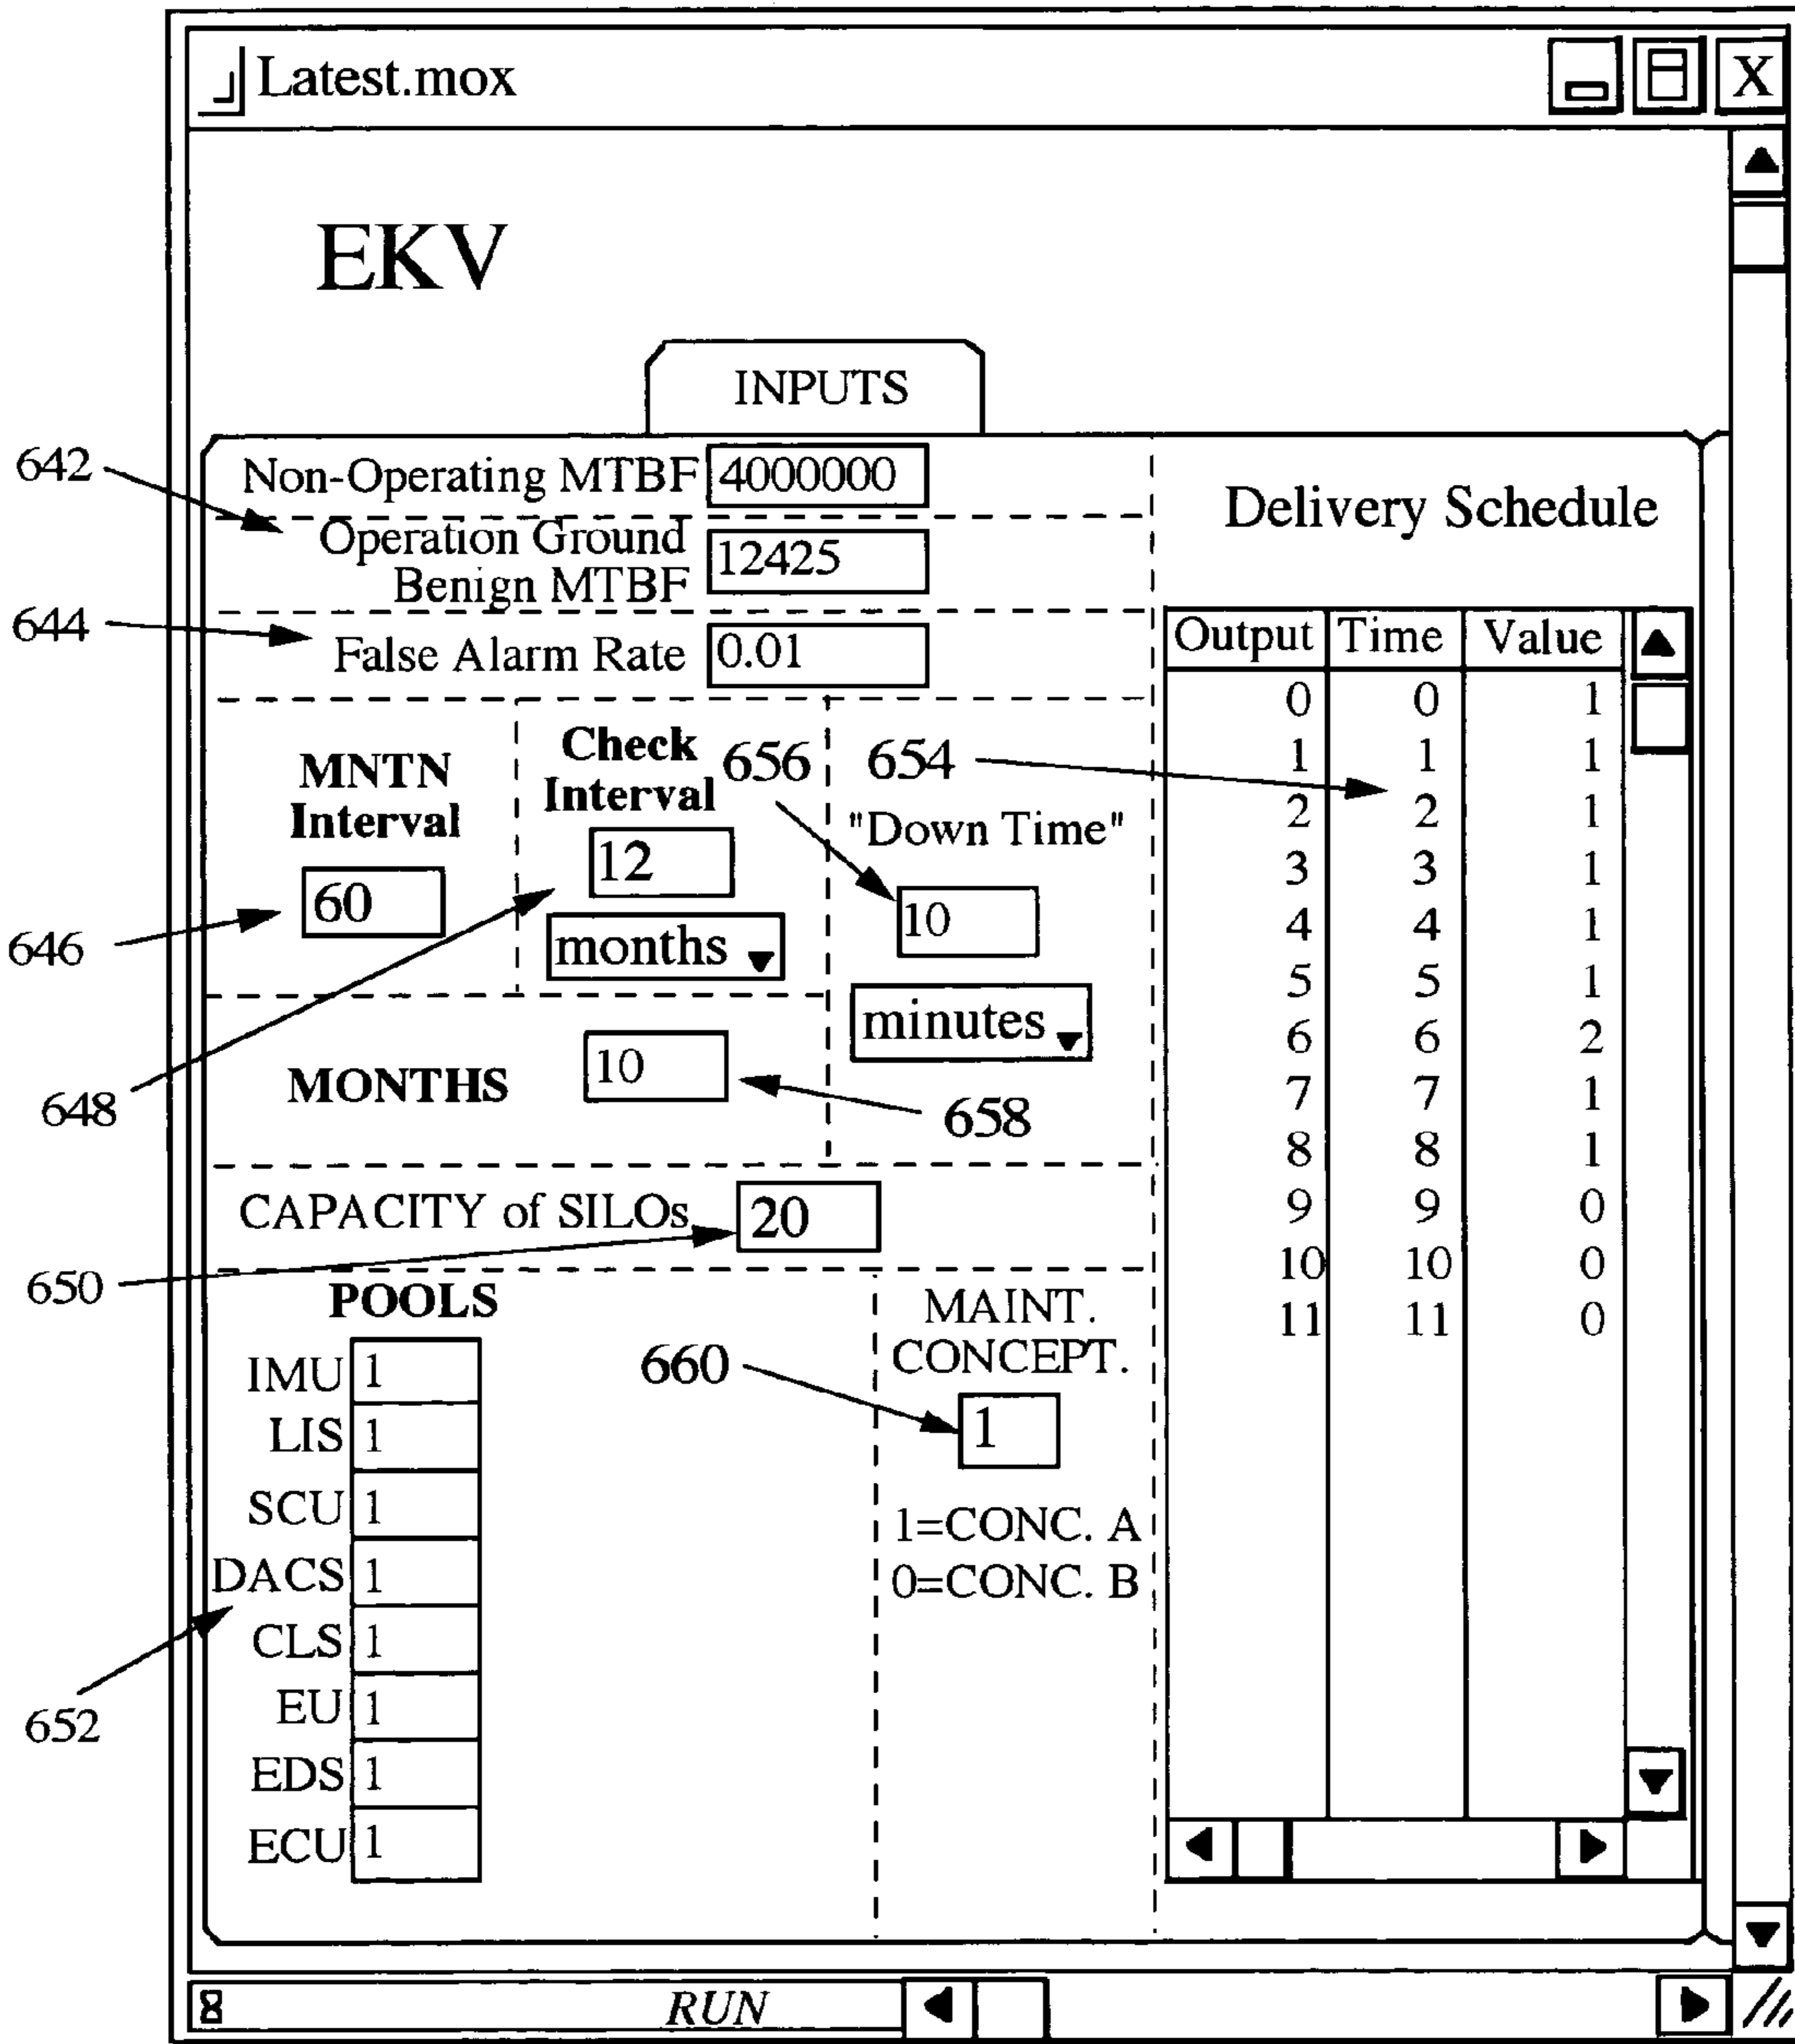 Latest.mox
X
EKV
INPUTS
642
Non-Operating MTBF 4000000
Operation Ground
Benign MTBF 12425
644
False Alarm Rate 0.01
MNTN
Interval
60
646
Check
Interval
12
months
648
656
654
"Down Time"
10
minutes
MONTHS 10
658
CAPACITY of SILOs 20
650
POOLS
IMU 1
LIS 1
SCU 1
DACS 1
CLS 1
EU 1
EDS 1
ECU 1
652
660
MAINT.
CONCEPT.
1
1=CONC. A
0=CONC. B
Delivery Schedule
Output Time Value
0 0 1
1 1 1
2 2 1
3 3 1
4 4 1
5 5 1
6 6 2
7 7 1
8 8 1
9 9 0
10 10 0
11 11 0
8 RUN